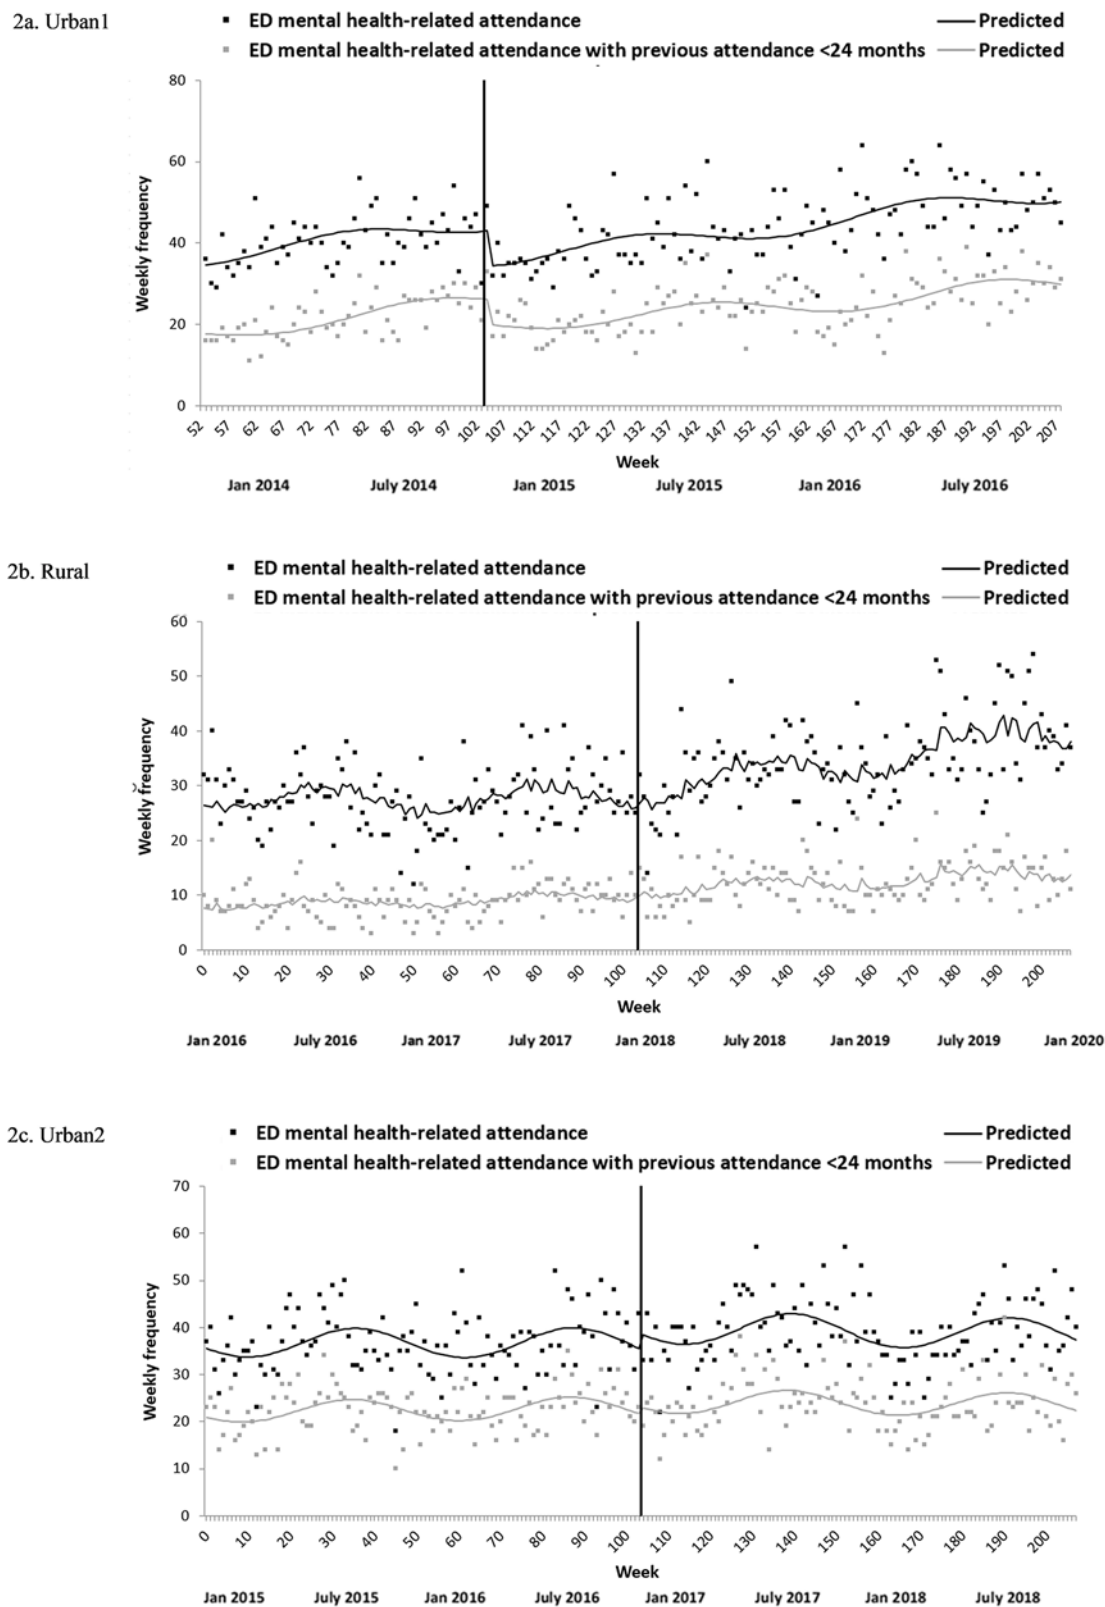 2a. Urban1
ED mental health-related attendance Predicted
ED mental health-related attendance with previous attendance <24 months Predicted
80
60
40
20
0
Weekly frequency
52 57 62 67 72 77 82 87 92 97 102 107 112 117 122 127 132 137 142 147 152 157 162 167 172 177 182 187 192 197 202 207
Week
Jan 2014 July 2014 Jan 2015 July 2015 Jan 2016 July 2016
2b. Rural
ED mental health-related attendance Predicted
ED mental health-related attendance with previous attendance <24 months Predicted
60
50
40
30
20
10
0
Weekly frequency
0 10 20 30 40 50 60 70 80 90 100 110 120 130 140 150 160 170 180 190 200
Week
Jan 2016 July 2016 Jan 2017 July 2017 Jan 2018 July 2018 Jan 2019 July 2019 Jan 2020
2c. Urban2
ED mental health-related attendance Predicted
ED mental health-related attendance with previous attendance <24 months Predicted
70
60
50
40
30
20
10
0
Weekly frequency
0 10 20 30 40 50 60 70 80 90 100 110 120 130 140 150 160 170 180 190 200
Week
Jan 2015 July 2015 Jan 2016 July 2016 Jan 2017 July 2017 Jan 2018 July 2018